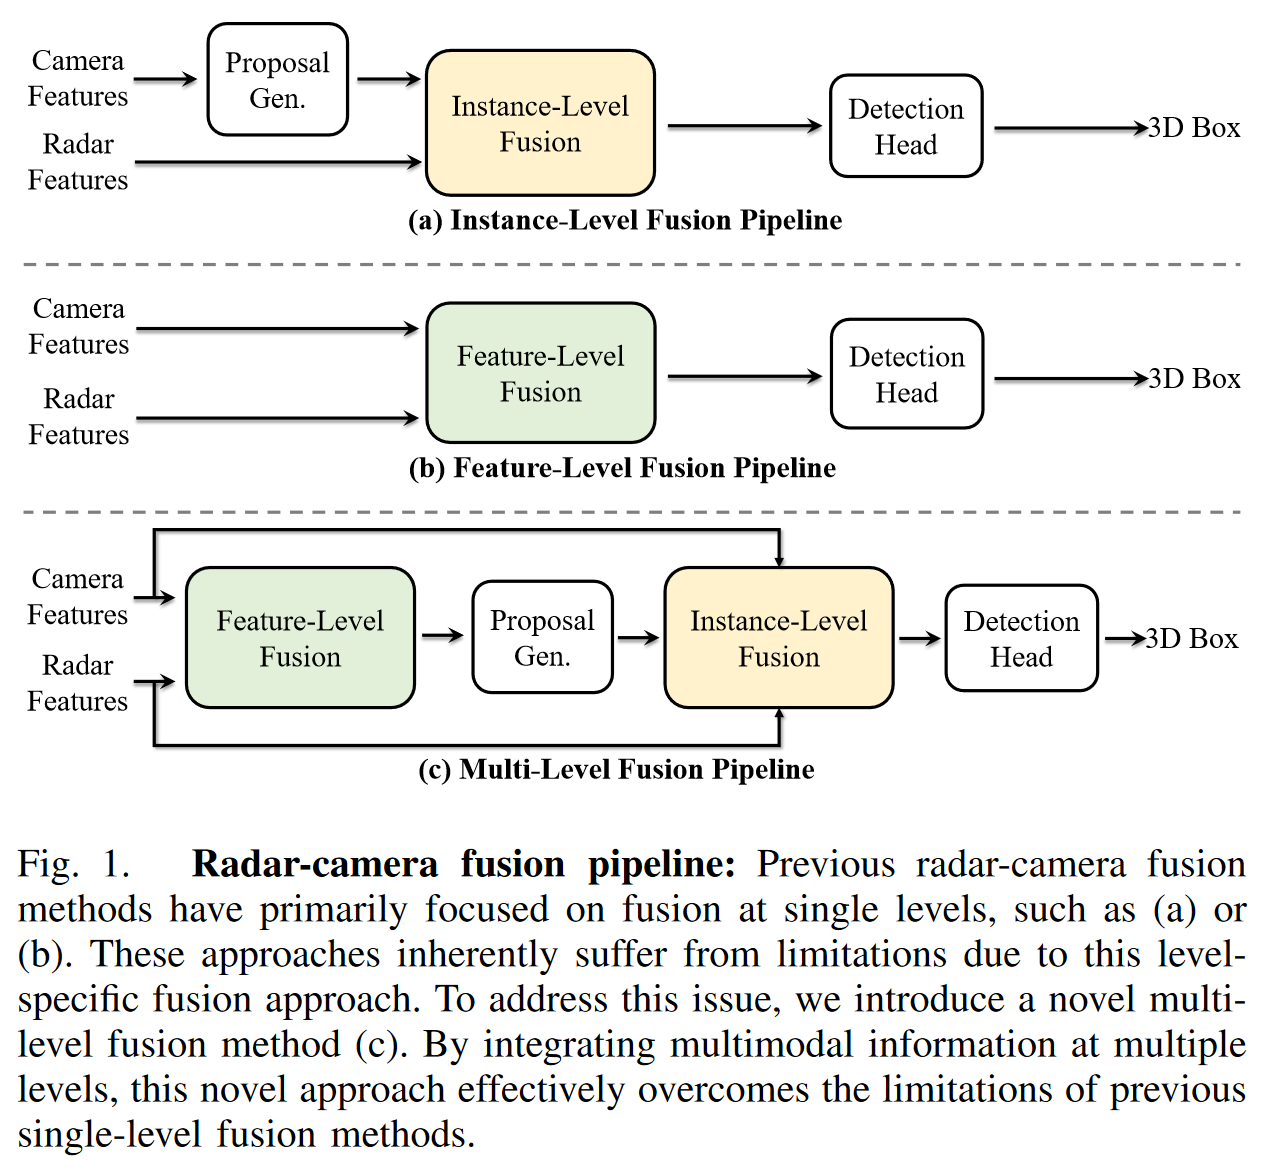 Camera
Features
Proposal
Gen.
Radar
Features
Instance-Level
Fusion
Detection
Head
3D Box
(a) Instance-Level Fusion Pipeline
Camera
Features
Radar
Features
Feature-Level
Fusion
Detection
Head
3D Box
(b) Feature-Level Fusion Pipeline
Camera
Features
Radar
Features
Feature-Level
Fusion
Proposal
Gen.
Instance-Level
Fusion
Detection
Head
3D Box
(c) Multi-Level Fusion Pipeline
Fig. 1. Radar-camera fusion pipeline: Previous radar-camera fusion
methods have primarily focused on fusion at single levels, such as (a) or
(b). These approaches inherently suffer from limitations due to this level-
specific fusion approach. To address this issue, we introduce a novel multi-
level fusion method (c). By integrating multimodal information at multiple
levels, this novel approach effectively overcomes the limitations of previous
single-level fusion methods.